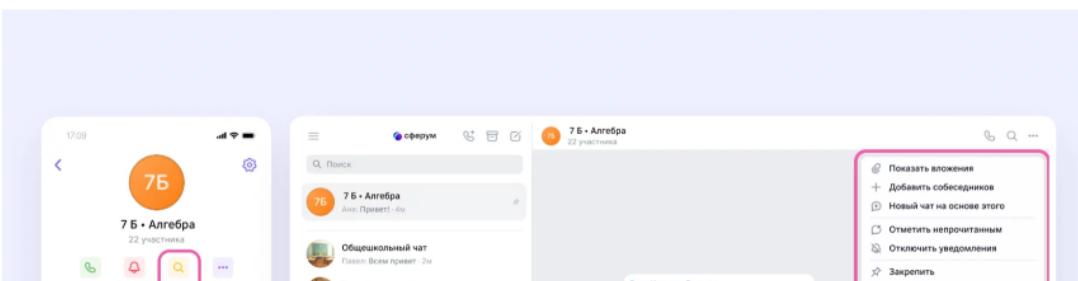 17:09
7Б
7 Б • Алгебра
22 участника
сферум
Поиск
7Б
7 Б • Алгебра
Аня: Привет! · 4м
Общешкольный чат
Павел: Всем привет · 2м
7Б
7 Б • Алгебра
22 участника
Показать вложения
Добавить собеседников
Новый чат на основе этого
Отметить непрочитанным
Отключить уведомления
Закрепить